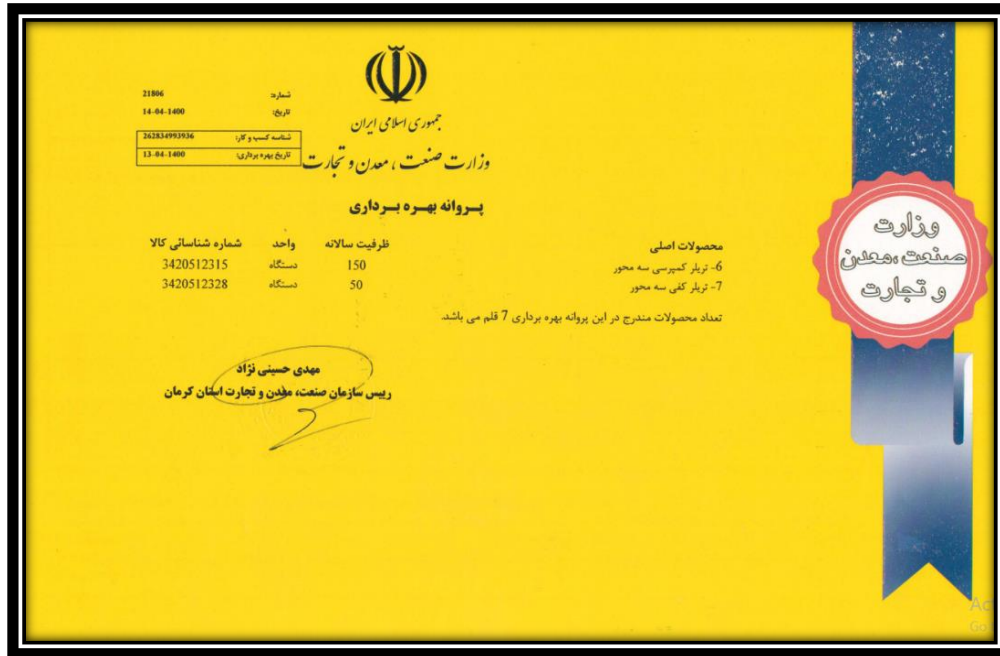 شماره: 21806
تاریخ: 14-04-1400
شناسه کسب و کار: 262834993936
تاریخ بهره برداری: 13-04-1400
جمهوری اسلامی ایران
وزارت صنعت ، معدن و تجارت
پروانه بهره برداری
محصولات اصلی ظرفیت سالانه واحد شماره شناسائی کالا
6- تریلر کمپرسی سه محور 150 دستگاه 3420512315
7- تریلر کفی سه محور 50 دستگاه 3420512328
تعداد محصولات مندرج در این پروانه بهره برداری 7 قلم می باشد.
مهدی حسینی نژاد
رییس سازمان صنعت، معدن و تجارت استان کرمان
وزارت
صنعت،معدن
و تجارت